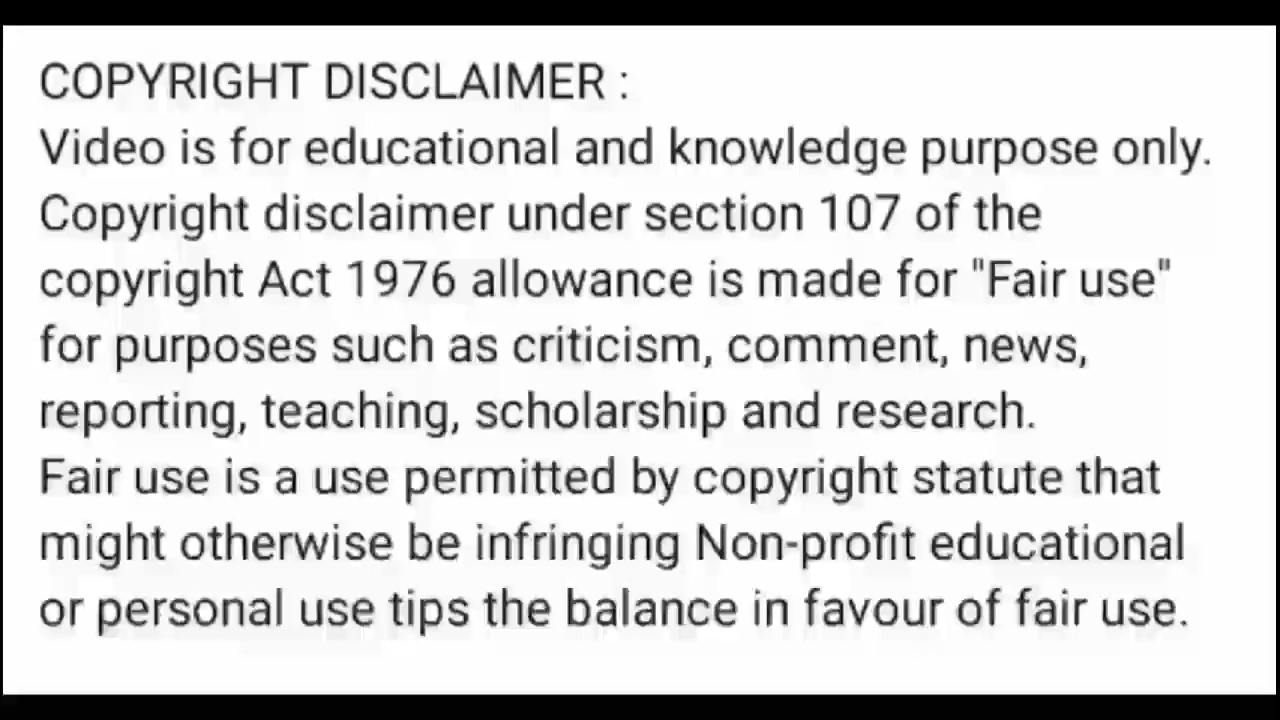 COPYRIGHT DISCLAIMER :
Video is for educational and knowledge purpose only.
Copyright disclaimer under section 107 of the
copyright Act 1976 allowance is made for "Fair use"
for purposes such as criticism, comment, news,
reporting, teaching, scholarship and research.
Fair use is a use permitted by copyright statute that
might otherwise be infringing Non-profit educational
or personal use tips the balance in favour of fair use.